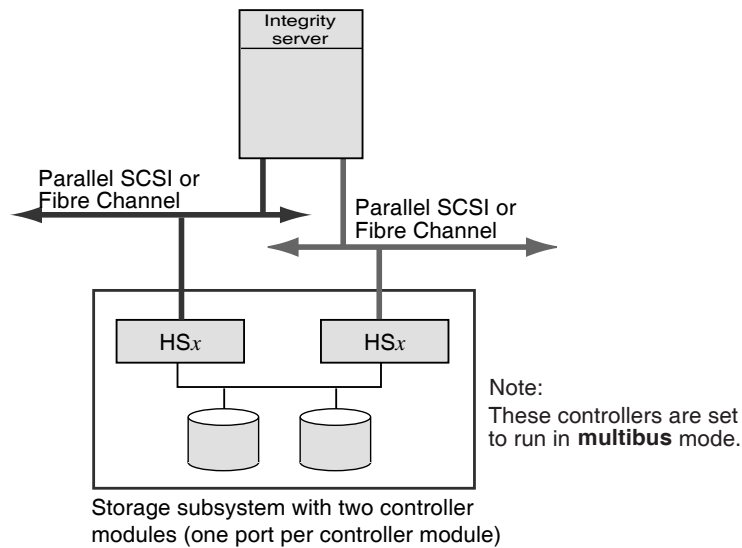 Integrity
server
Parallel SCSI or
Fibre Channel
Parallel SCSI or
Fibre Channel
HSx
HSx
Note:
These controllers are set
to run in multibus mode.
Storage subsystem with two controller
modules (one port per controller module)